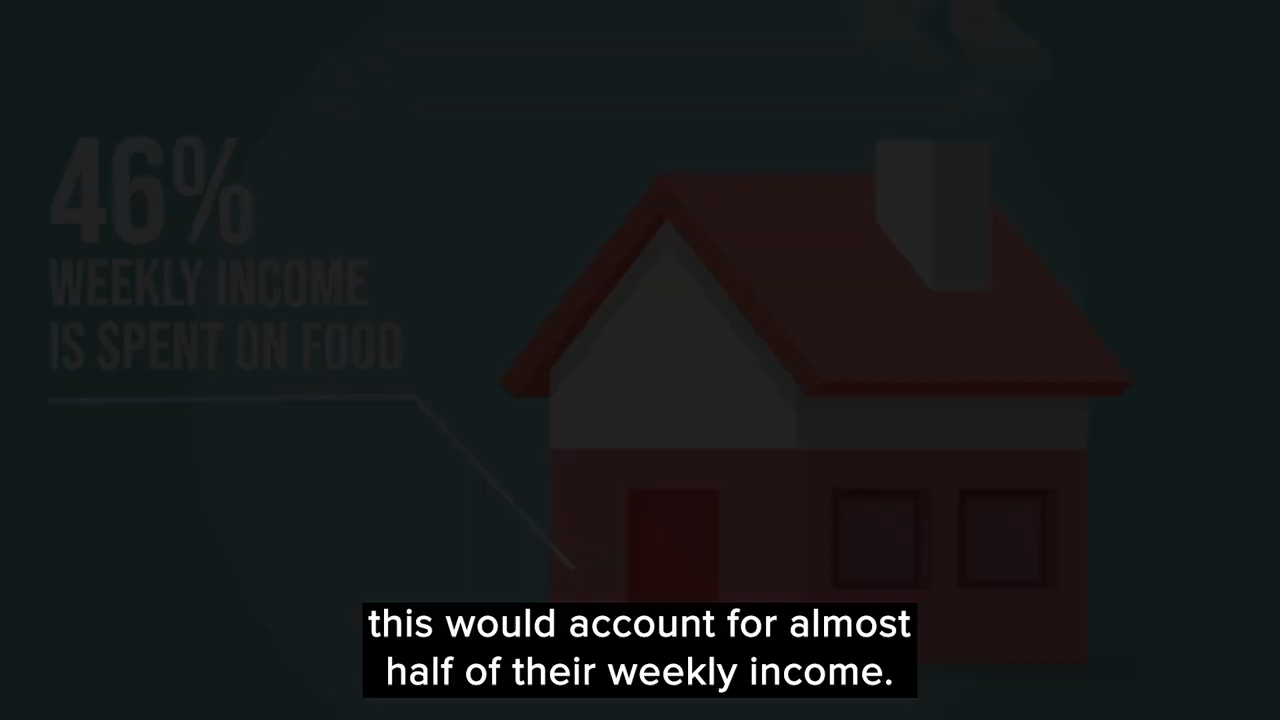 46%
WEEKLY INCOME
IS SPENT ON FOOD
this would account for almost
half of their weekly income.